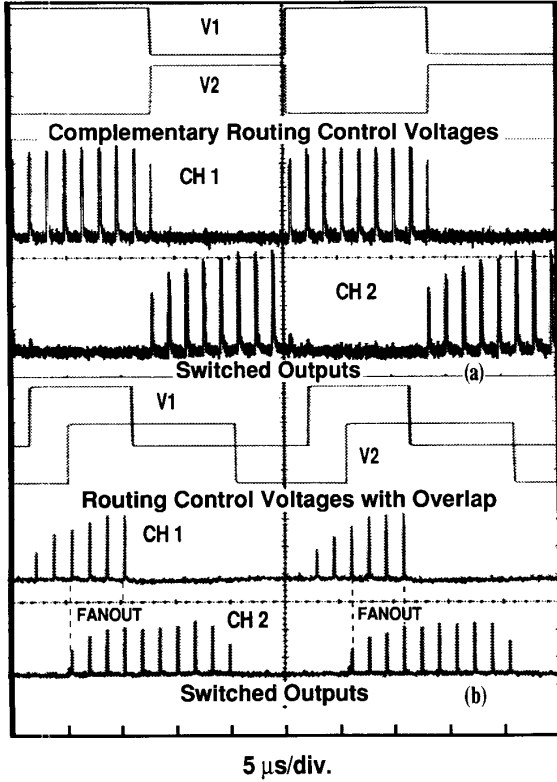 V1
V2
Complementary Routing Control Voltages
CH 1
CH 2
Switched Outputs (a)
V1
V2
Routing Control Voltages with Overlap
CH 1
FANOUT CH 2 FANOUT
Switched Outputs (b)
5 µs/div.